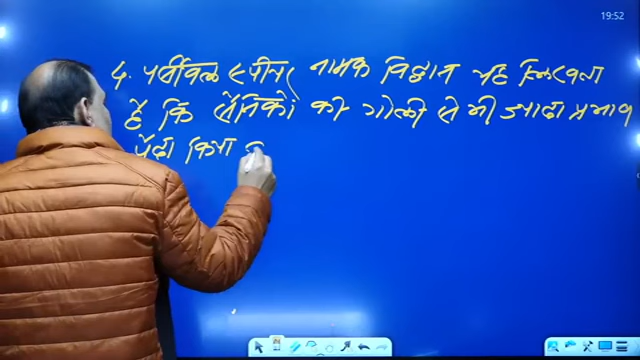 19:52
4. पर्सीवल स्पीयर नामक विद्वान यह लिखता
है कि सैनिकों की गोली से भी ज्यादा प्रभाव
पैदा किया